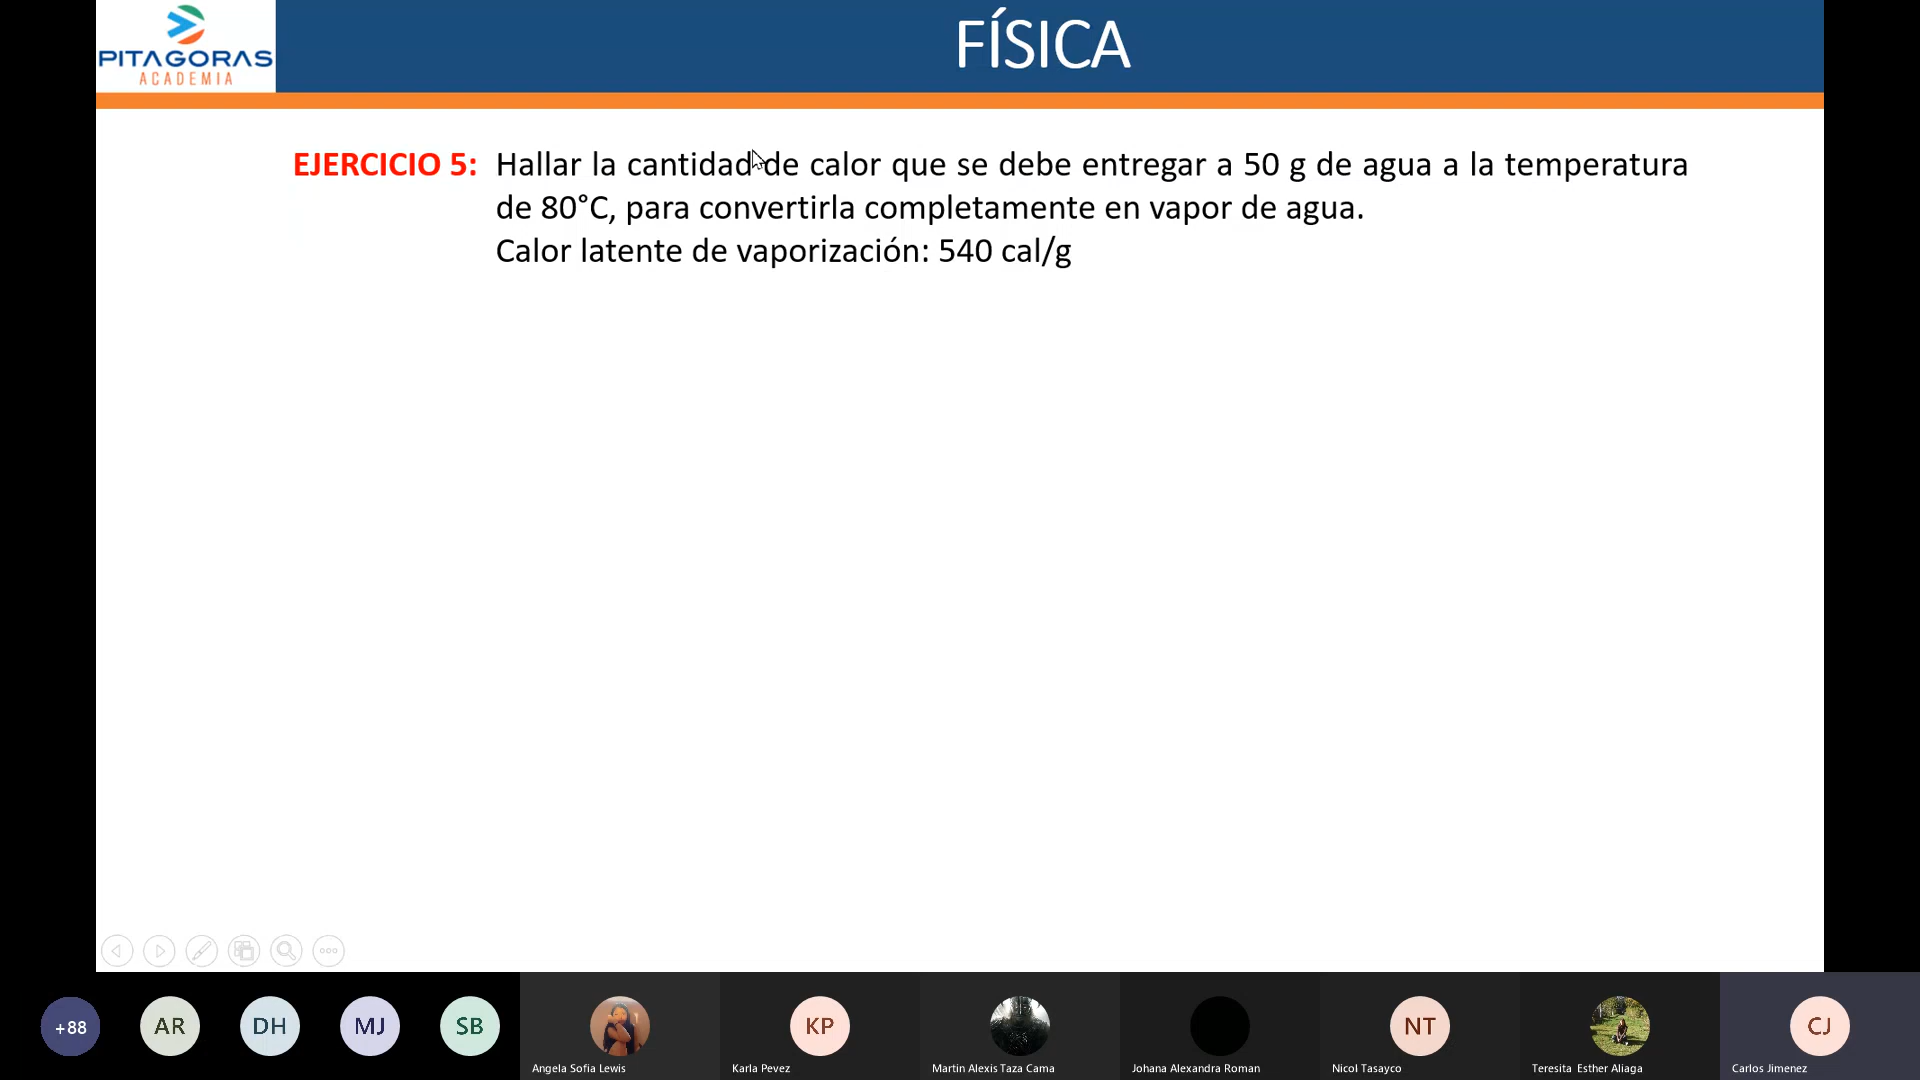 PITAGORAS
ACADEMIA
FÍSICA
EJERCICIO 5: Hallar la cantidad de calor que se debe entregar a 50 g de agua a la temperatura
de 80°C, para convertirla completamente en vapor de agua.
Calor latente de vaporización: 540 cal/g
+88
AR
DH
MJ
SB
Angela Sofia Lewis
KP
Karla Pevez
Martin Alexis Taza Cama
Johana Alexandra Roman
NT
Nicol Tasayco
Teresita Esther Aliaga
CJ
Carlos Jimenez